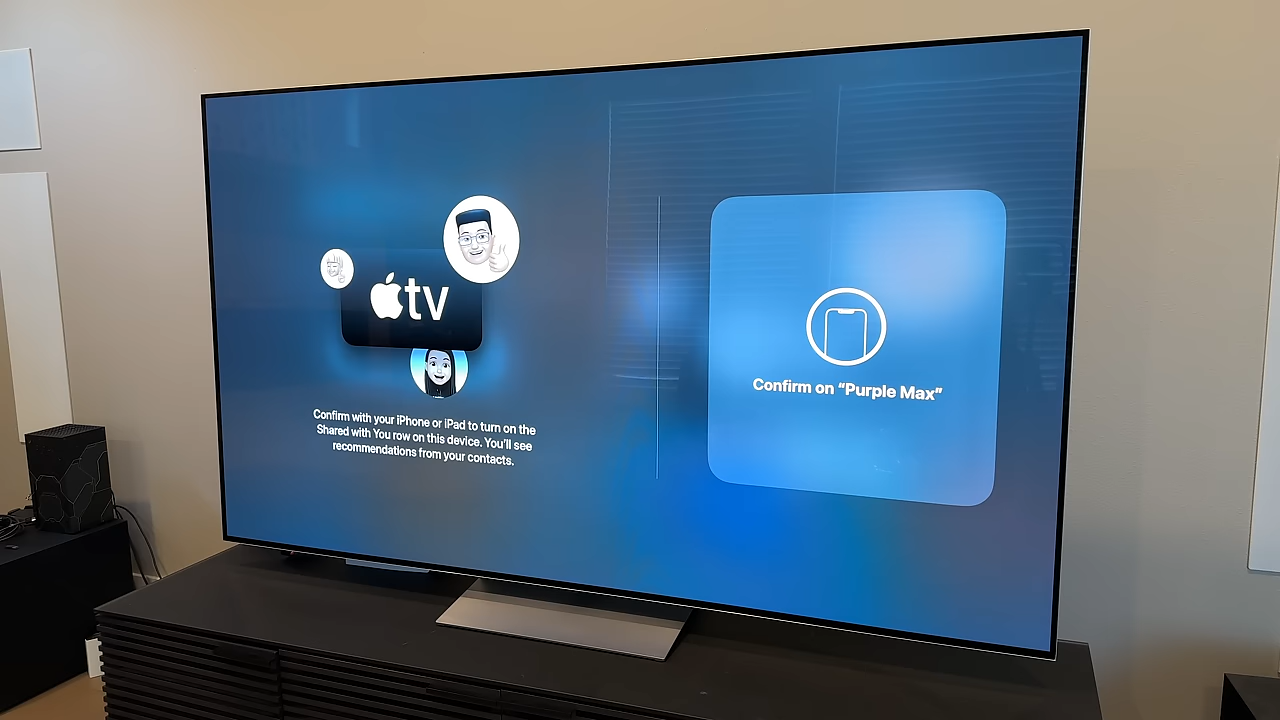 tv
Confirm with your iPhone or iPad to turn on the
Shared with You row on this device. You'll see
recommendations from your contacts.
Confirm on “Purple Max”